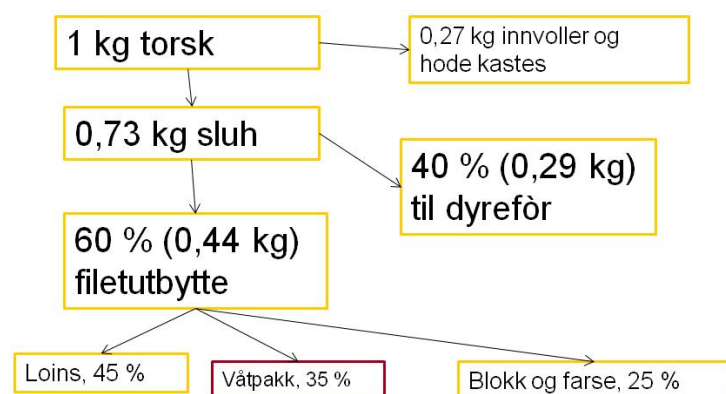 1 kg torsk
0,27 kg innvoller og
hode kastes
0,73 kg sluh
40 % (0,29 kg)
til dyrefòr
60 % (0,44 kg)
filetutbytte
Loins, 45 %
Våtpakk, 35 %
Blokk og farse, 25 %